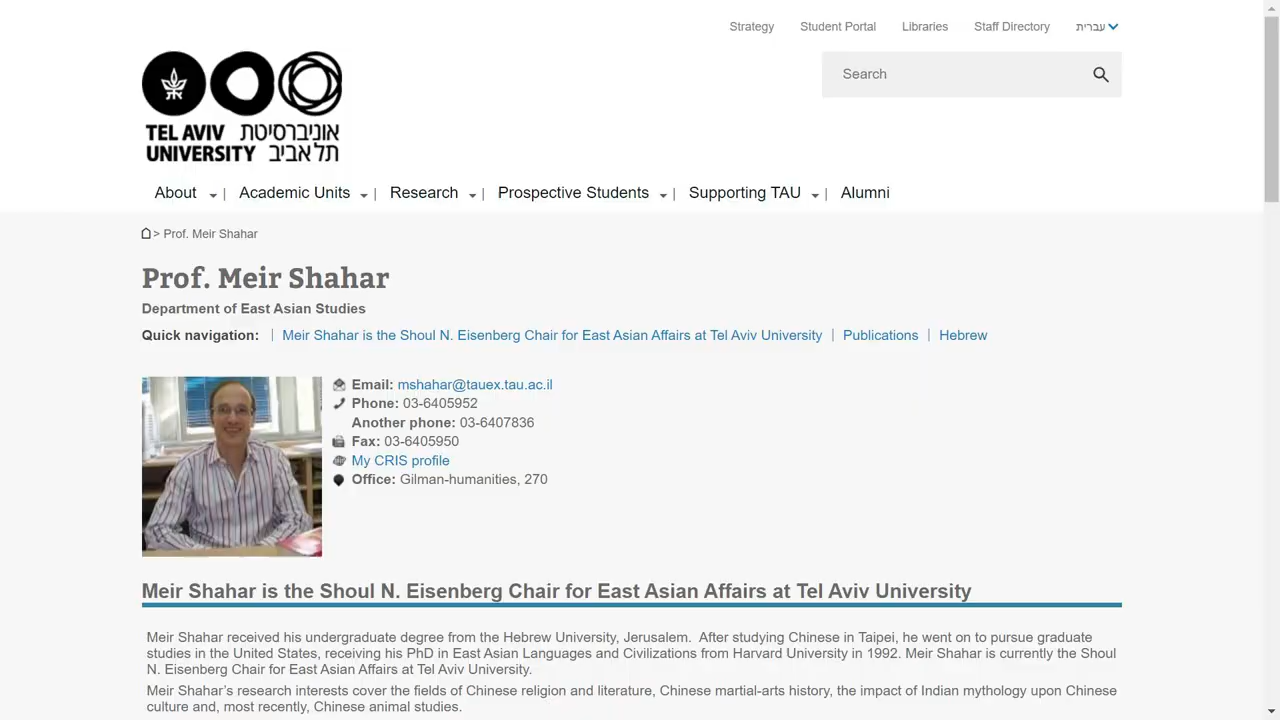 Strategy Student Portal Libraries Staff Directory עברית
Search
TEL AVIV אוניברסיטת
UNIVERSITY תל אביב
About | Academic Units | Research | Prospective Students | Supporting TAU | Alumni
> Prof. Meir Shahar
Prof. Meir Shahar
Department of East Asian Studies
Quick navigation: | Meir Shahar is the Shoul N. Eisenberg Chair for East Asian Affairs at Tel Aviv University | Publications | Hebrew
Email: mshahar@tauex.tau.ac.il
Phone: 03-6405952
Another phone: 03-6407836
Fax: 03-6405950
My CRIS profile
Office: Gilman-humanities, 270
Meir Shahar is the Shoul N. Eisenberg Chair for East Asian Affairs at Tel Aviv University
Meir Shahar received his undergraduate degree from the Hebrew University, Jerusalem. After studying Chinese in Taipei, he went on to pursue graduate
studies in the United States, receiving his PhD in East Asian Languages and Civilizations from Harvard University in 1992. Meir Shahar is currently the Shoul
N. Eisenberg Chair for East Asian Affairs at Tel Aviv University.
Meir Shahar’s research interests cover the fields of Chinese religion and literature, Chinese martial-arts history, the impact of Indian mythology upon Chinese
culture and, most recently, Chinese animal studies.